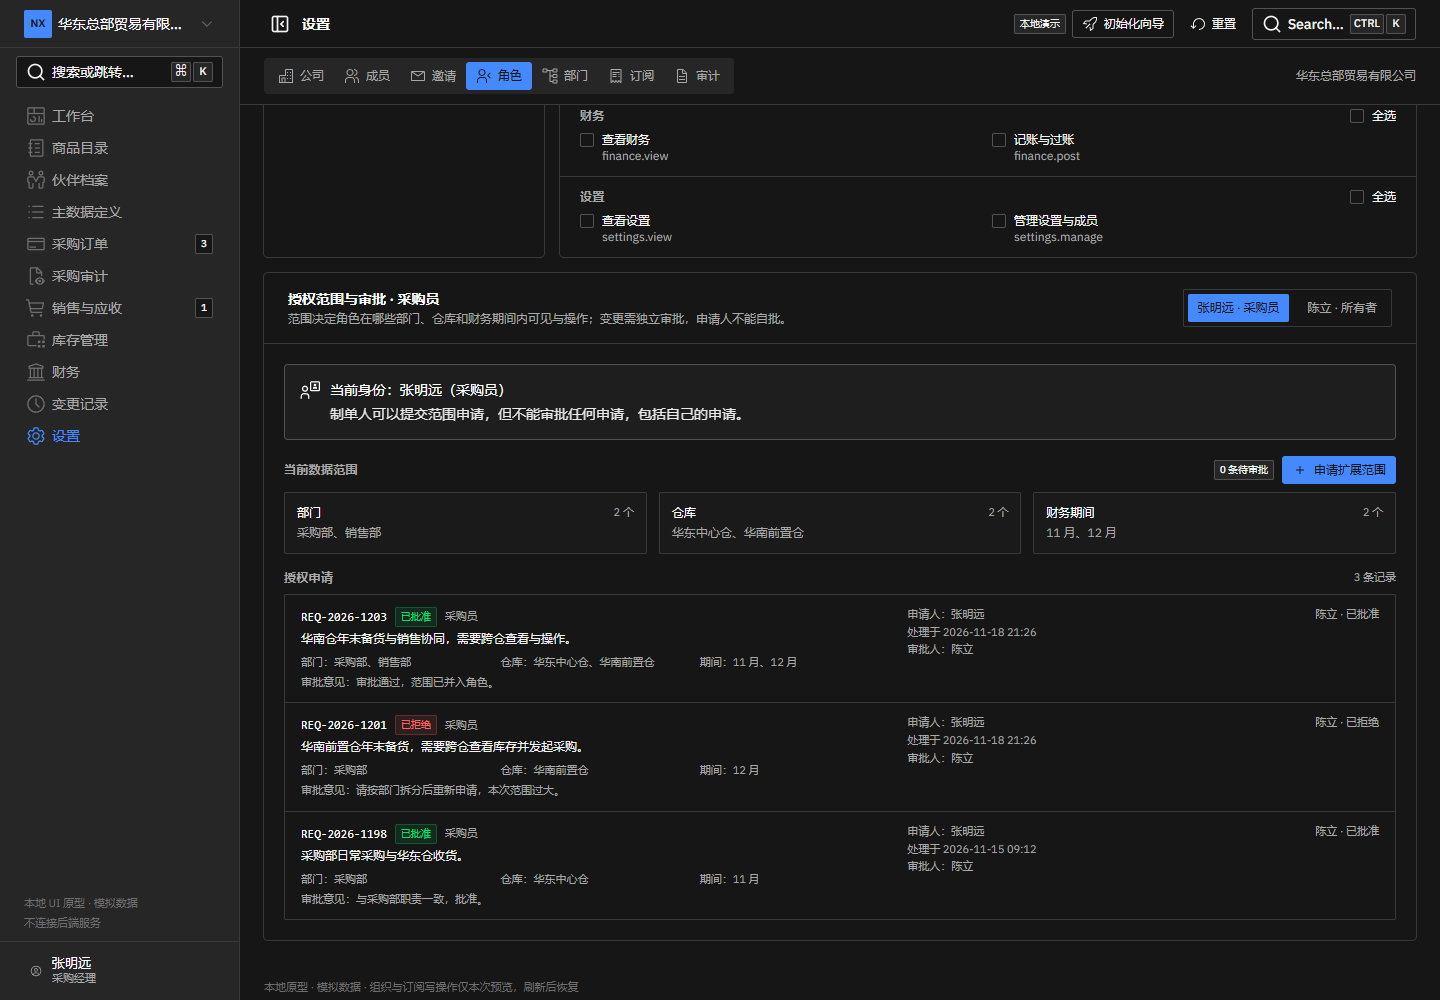 NX 华东总部贸易有限...
搜索或跳转... ⌘ K
工作台
商品目录
伙伴档案
主数据定义
采购订单 3
采购审计
销售与应收 1
库存管理
财务
变更记录
设置
本地 UI 原型 · 模拟数据
不连接后端服务
张明远
采购经理
设置
本地演示 初始化向导 重置 Search... CTRL K
公司 成员 邀请 角色 部门 订阅 审计
华东总部贸易有限公司
财务 全选
查看财务 记账与过账
finance.view finance.post
设置 全选
查看设置 管理设置与成员
settings.view settings.manage
授权范围与审批 · 采购员
范围决定角色在哪些部门、仓库和财务期间内可见与操作；变更需独立审批，申请人不能自批。
张明远 · 采购员 陈立 · 所有者
当前身份：张明远（采购员）
制单人可以提交范围申请，但不能审批任何申请，包括自己的申请。
当前数据范围 0 条待审批 申请扩展范围
部门 2 个
采购部、销售部
仓库 2 个
华东中心仓、华南前置仓
财务期间 2 个
11 月、12 月
授权申请 3 条记录
REQ-2026-1203 已批准 采购员
华南仓年末备货与销售协同，需要跨仓查看与操作。
部门：采购部、销售部 仓库：华东中心仓、华南前置仓 期间：11 月、12 月
审批意见：审批通过，范围已并入角色。
申请人：张明远
处理于 2026-11-18 21:26
审批人：陈立
陈立 · 已批准
REQ-2026-1201 已拒绝 采购员
华南前置仓年末备货，需要跨仓查看库存并发起采购。
部门：采购部 仓库：华南前置仓 期间：12 月
审批意见：请按部门拆分后重新申请，本次范围过大。
申请人：张明远
处理于 2026-11-18 21:26
审批人：陈立
陈立 · 已拒绝
REQ-2026-1198 已批准 采购员
采购部日常采购与华东仓收货。
部门：采购部 仓库：华东中心仓 期间：11 月
审批意见：与采购部职责一致，批准。
申请人：张明远
处理于 2026-11-15 09:12
审批人：陈立
陈立 · 已批准
本地原型 · 模拟数据 · 组织与订阅写操作仅本次预览，刷新后恢复